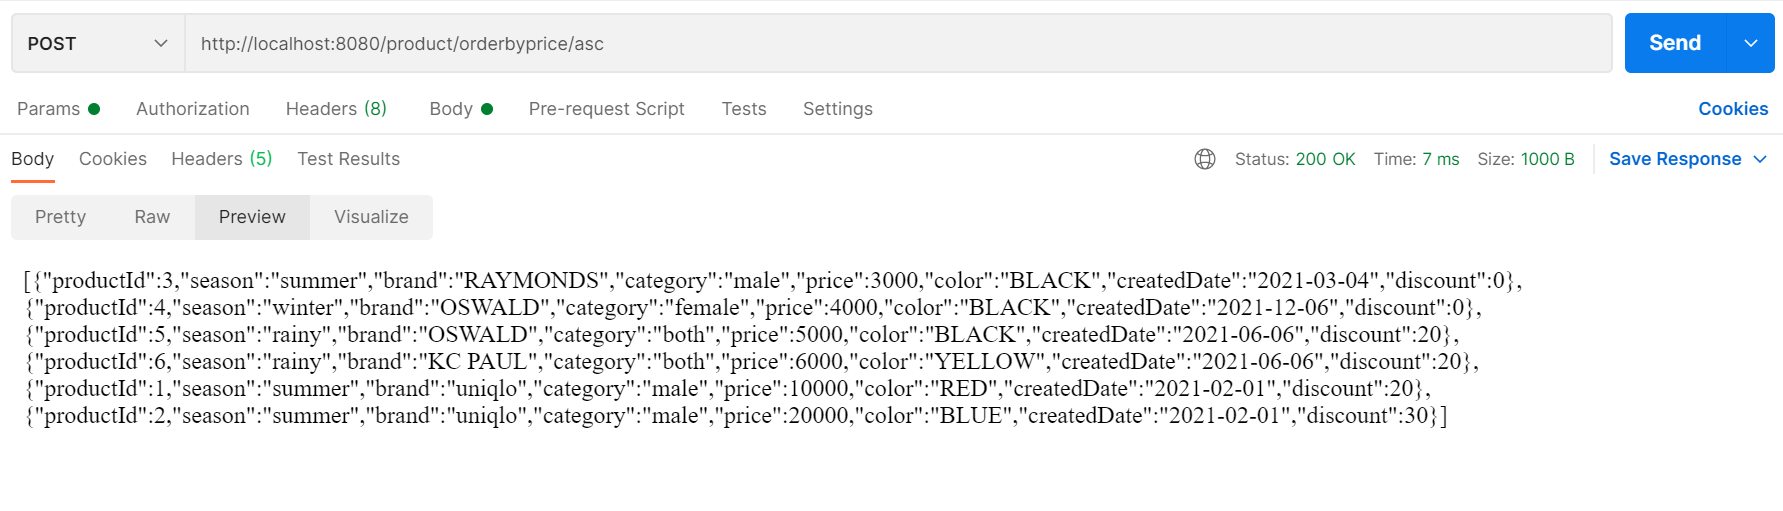 POST http://localhost:8080/product/orderbyprice/asc Send
Params Authorization Headers (8) Body Pre-request Script Tests Settings Cookies
Body Cookies Headers (5) Test Results Status: 200 OK Time: 7 ms Size: 1000 B Save Response
Pretty Raw Preview Visualize
[{"productId":3,"season":"summer","brand":"RAYMONDS","category":"male","price":3000,"color":"BLACK","createdDate":"2021-03-04","discount":0},
{"productId":4,"season":"winter","brand":"OSWALD","category":"female","price":4000,"color":"BLACK","createdDate":"2021-12-06","discount":0},
{"productId":5,"season":"rainy","brand":"OSWALD","category":"both","price":5000,"color":"BLACK","createdDate":"2021-06-06","discount":20},
{"productId":6,"season":"rainy","brand":"KC PAUL","category":"both","price":6000,"color":"YELLOW","createdDate":"2021-06-06","discount":20},
{"productId":1,"season":"summer","brand":"uniqlo","category":"male","price":10000,"color":"RED","createdDate":"2021-02-01","discount":20},
{"productId":2,"season":"summer","brand":"uniqlo","category":"male","price":20000,"color":"BLUE","createdDate":"2021-02-01","discount":30}]